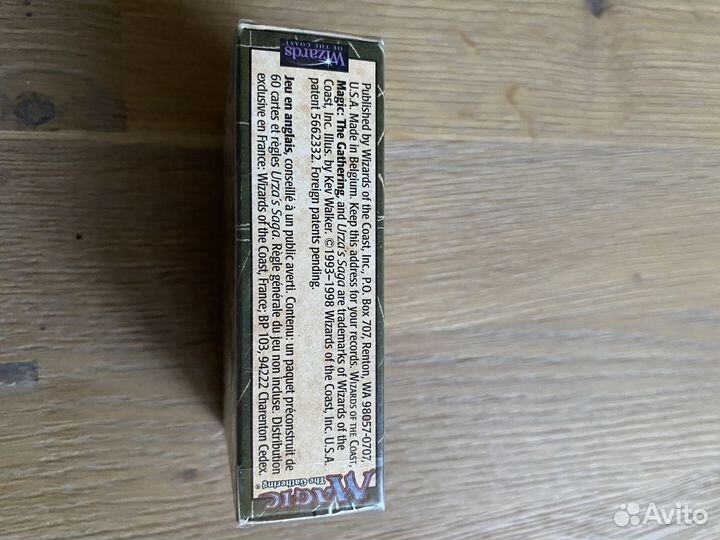 Wizards
OF THE COAST
Published by Wizards of the Coast, Inc., P.O. Box 707, Renton, WA 98057-0707,
U.S.A. Made in Belgium. Keep this address for your records. WIZARDS OF THE COAST,
Magic: The Gathering, and Urza's Saga are trademarks of Wizards of the
Coast, Inc. Illus. by Kev Walker. ©1993–1998 Wizards of the Coast, Inc. U.S.A.
patent 5662332. Foreign patents pending.
Jeu en anglais, conseillé à un public averti. Contenu: un paquet préconstruit de
60 cartes et règles Urza's Saga. Règle générale du jeu non incluse. Distribution
exclusive en France: Wizards of the Coast, France; BP 103, 94222 Charenton Cedex.
MAGIC
The Gathering®
Avito